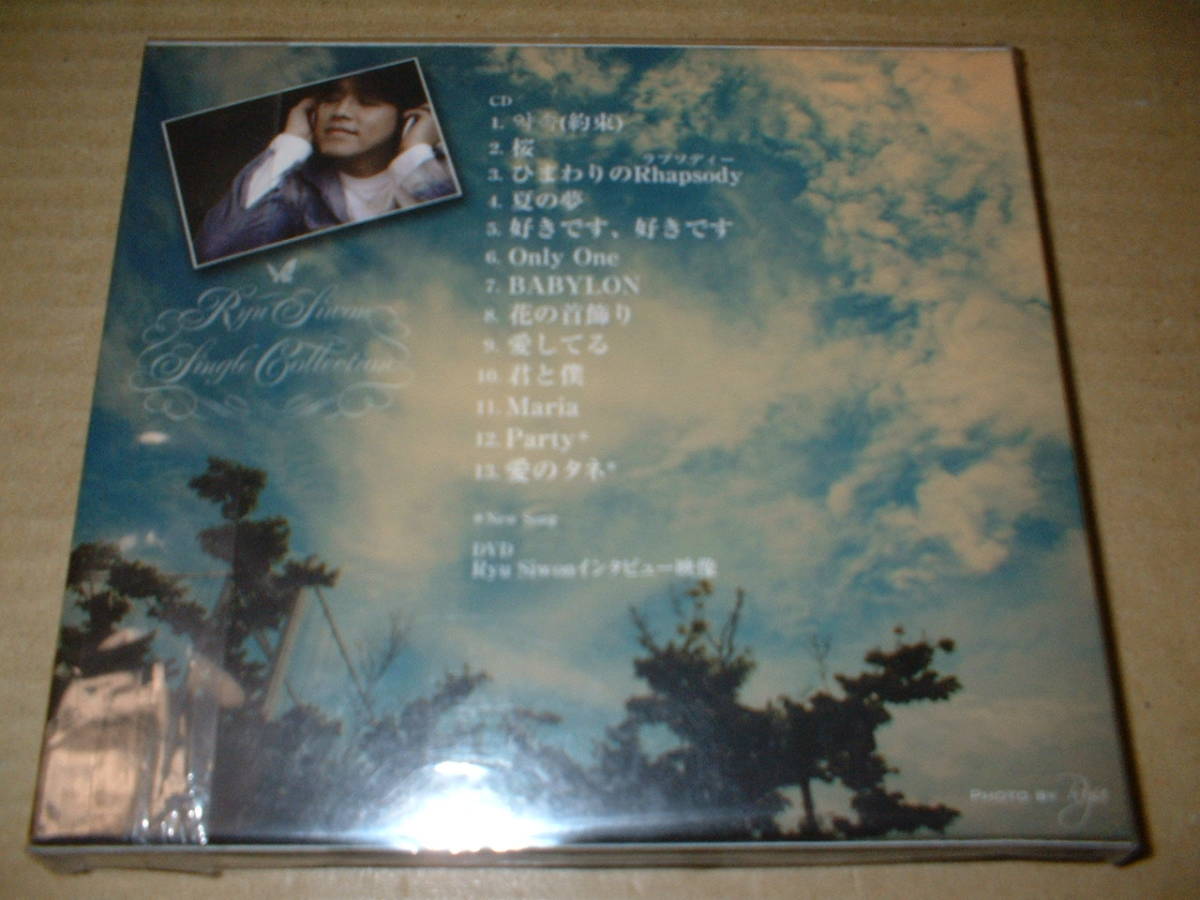 Ryu Siwon
Single Collection
CD
1. 약속(約束)
2. 桜
ラプソディー
3. ひまわりのRhapsody
4. 夏の夢
5. 好きです、好きです
6. Only One
7. BABYLON
8. 花の首飾り
9. 愛してる
10. 君と僕
11. Maria
12. Party*
13. 愛のタネ*
*New Song
DVD
Ryu Siwonインタビュー映像
PHOTO BY